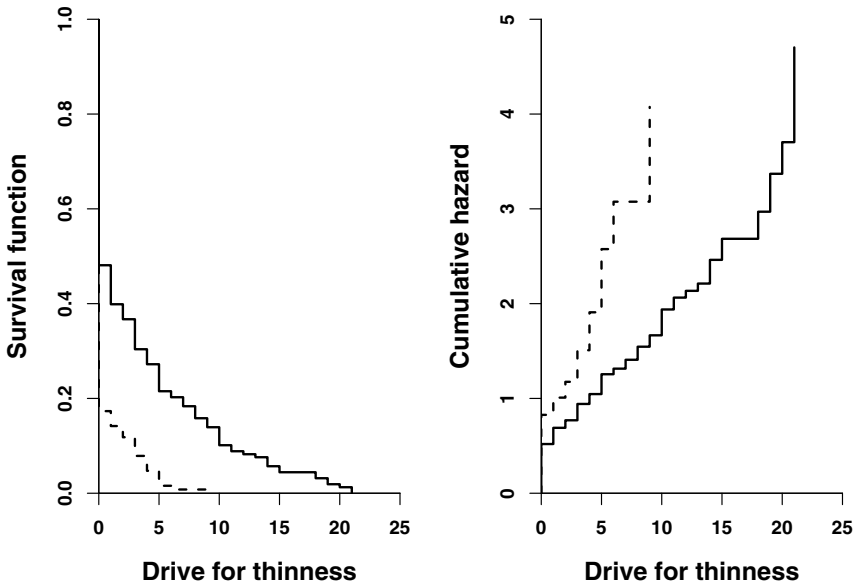 Survival function
1.0
0.8
0.6
0.4
0.2
0.0
0 5 10 15 20 25
Drive for thinness
Cumulative hazard
5
4
3
2
1
0
0 5 10 15 20 25
Drive for thinness